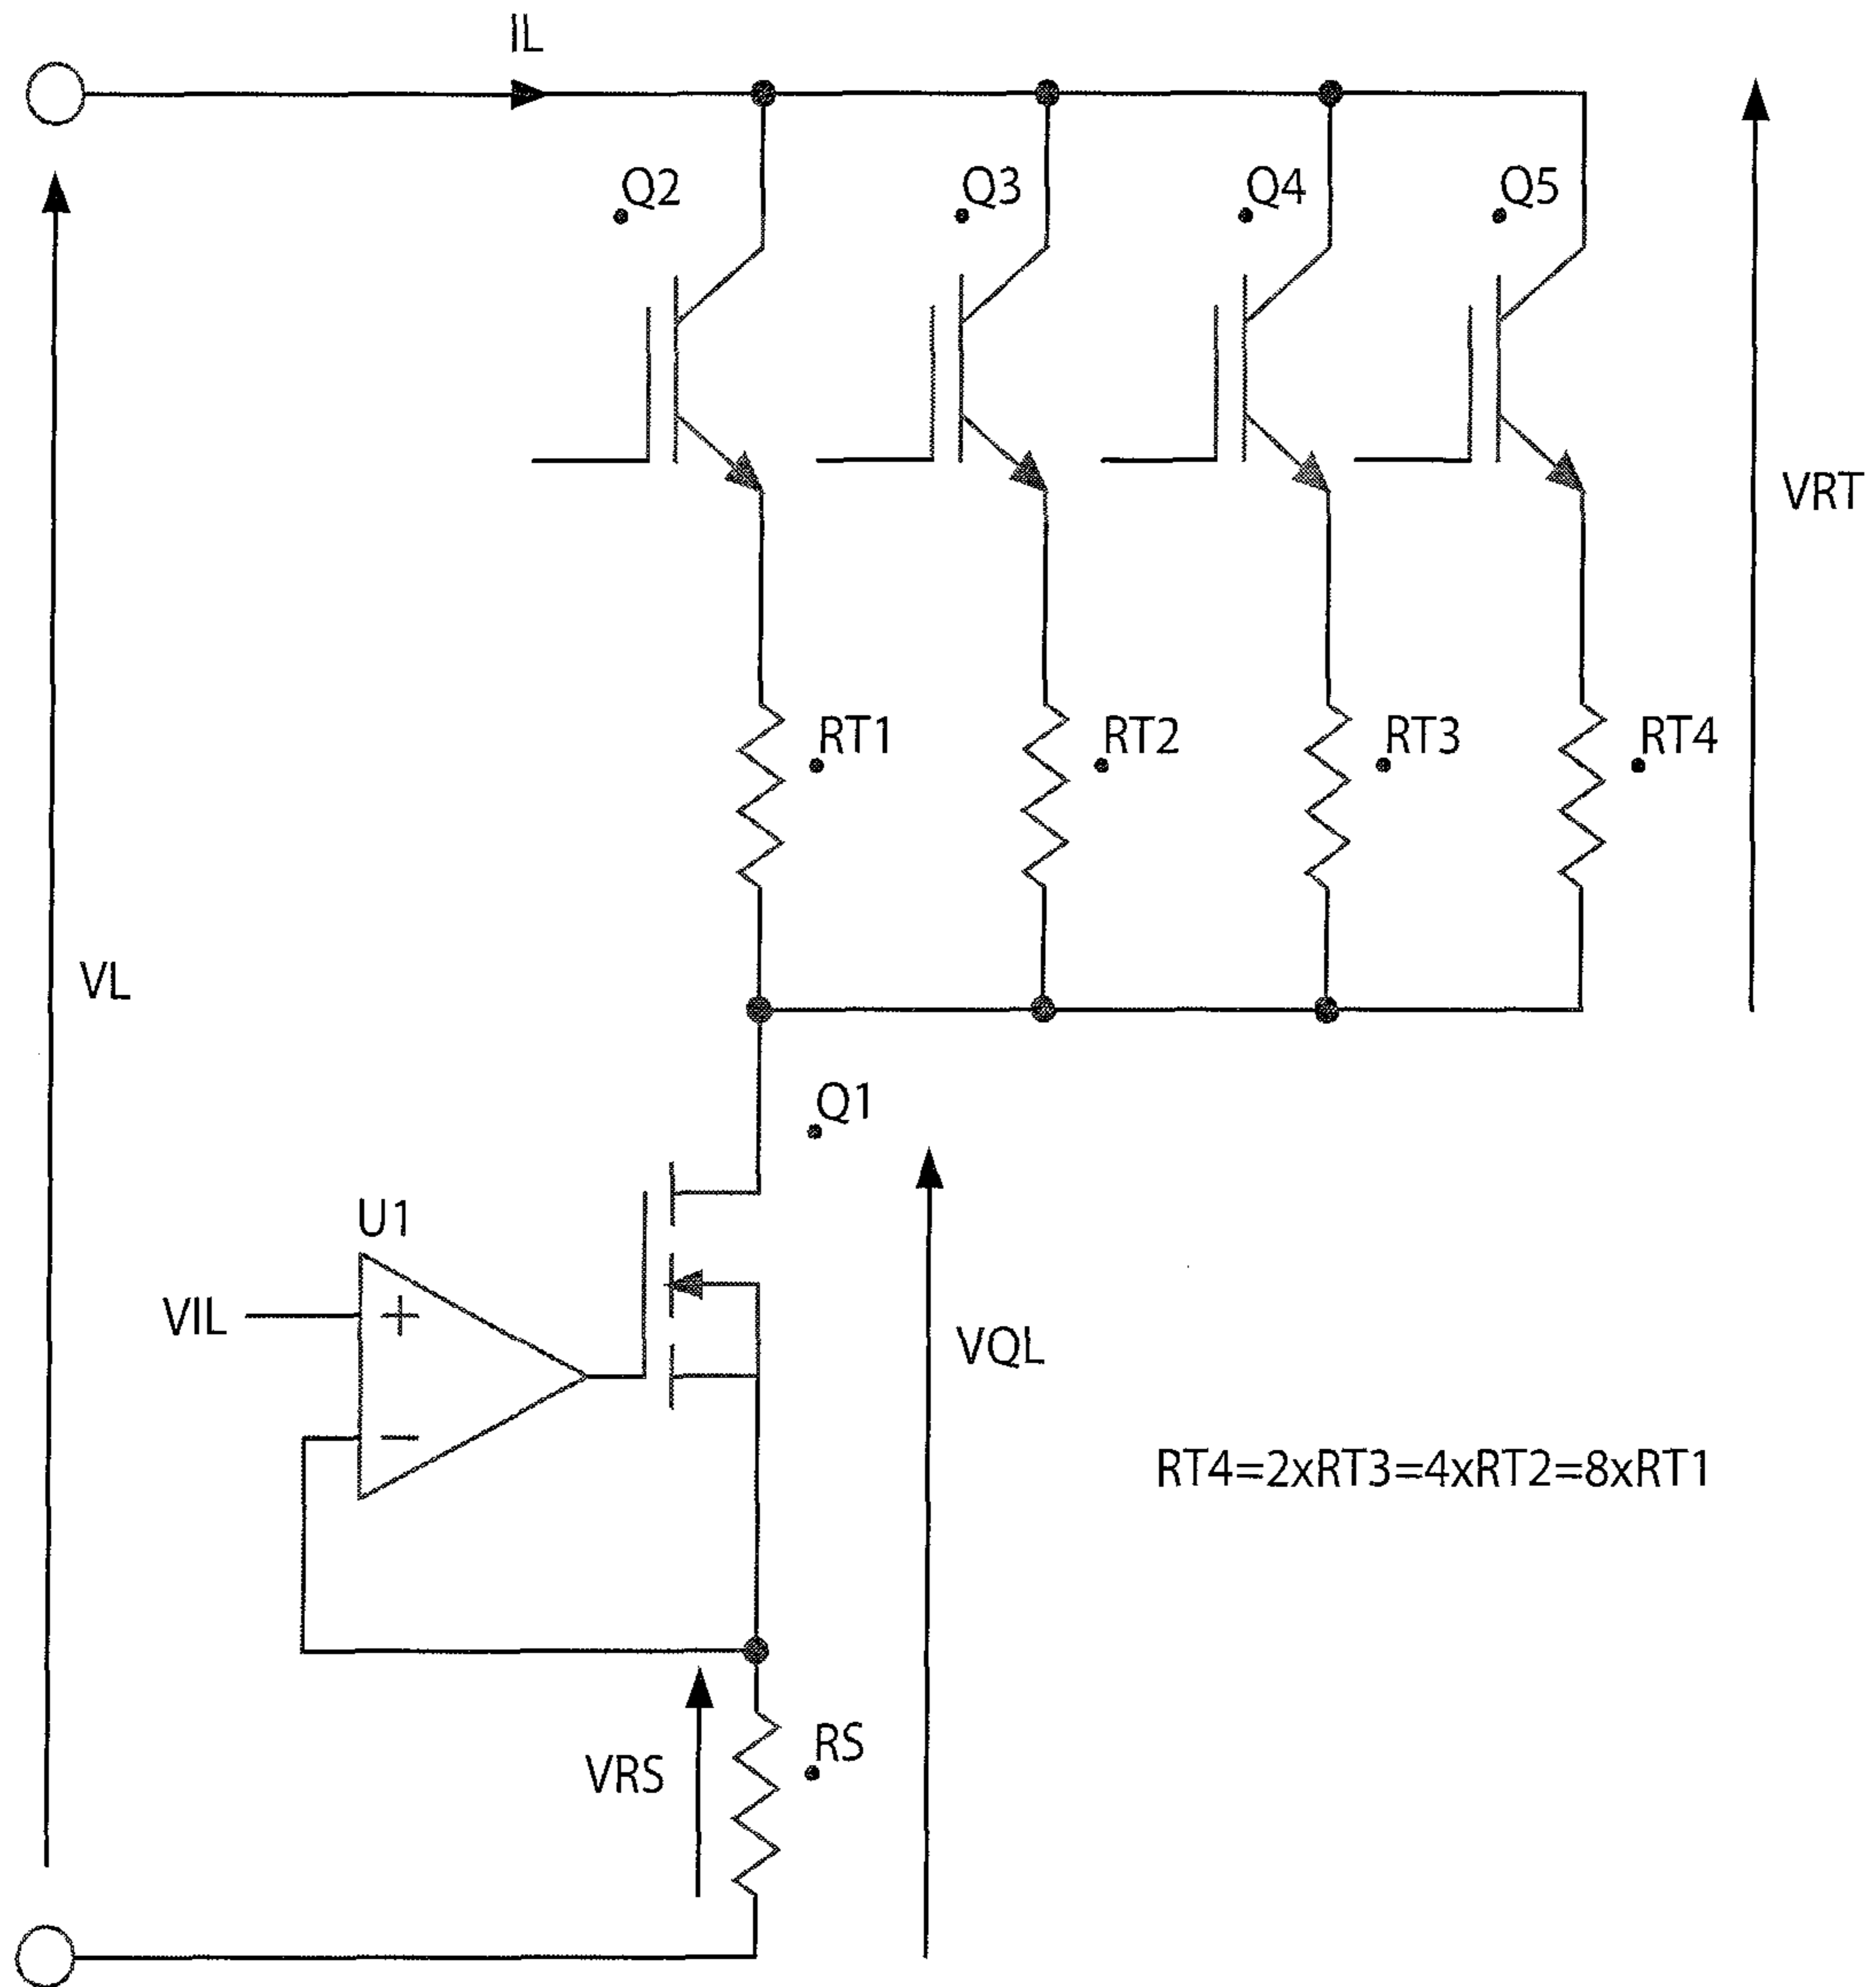 IL
Q2
Q3
Q4
Q5
VRT
RT1
RT2
RT3
RT4
VL
Q1
U1
VIL
+
−
VQL
RT4=2xRT3=4xRT2=8xRT1
VRS
RS